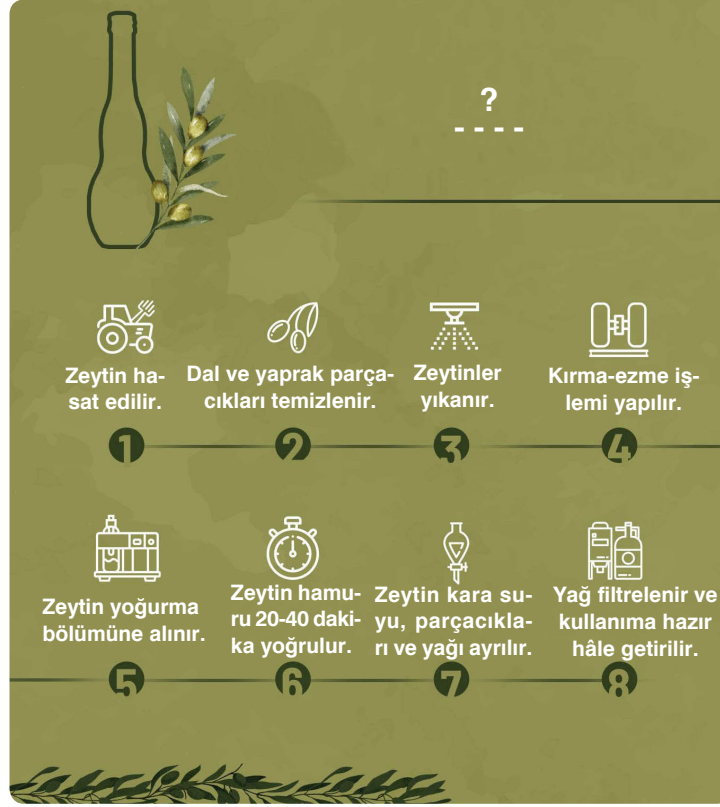 ?
- - - -
Zeytin ha-
sat edilir.
Dal ve yaprak parça-
cıkları temizlenir.
Zeytinler
yıkanır.
Kırma-ezme iş-
lemi yapılır.
1
2
3
4
Zeytin yoğurma
bölümüne alınır.
Zeytin hamu-
ru 20-40 daki-
ka yoğrulur.
Zeytin kara su-
yu, parçacıkla-
rı ve yağı ayrılır.
Yağ filtrelenir ve
kullanıma hazır
hâle getirilir.
5
6
7
8